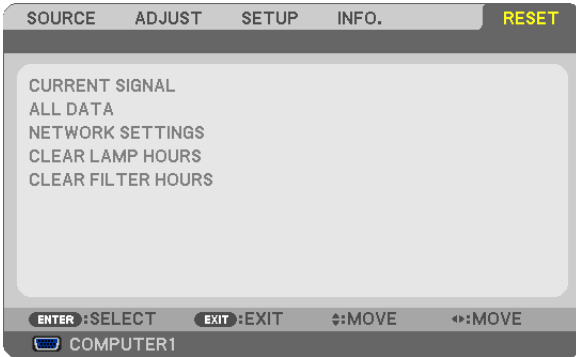 SOURCE ADJUST SETUP INFO. RESET
CURRENT SIGNAL
ALL DATA
NETWORK SETTINGS
CLEAR LAMP HOURS
CLEAR FILTER HOURS
ENTER :SELECT EXIT :EXIT :MOVE :MOVE
COMPUTER1